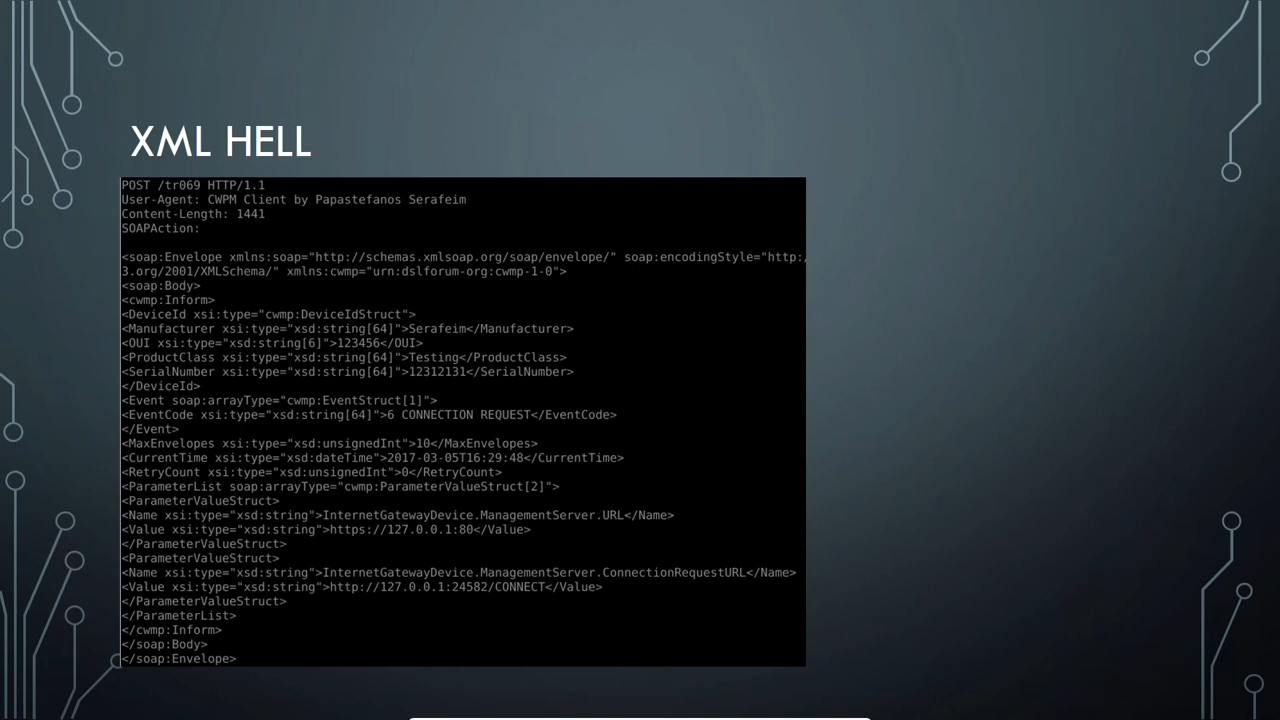 XML HELL
POST /tr069 HTTP/1.1
User-Agent: CWPM Client by Papastefanos Serafeim
Content-Length: 1441
SOAPAction:
<soap:Envelope xmlns:soap="http://schemas.xmlsoap.org/soap/envelope/" soap:encodingStyle="http:/
3.org/2001/XMLSchema/" xmlns:cwmp="urn:dslforum-org:cwmp-1-0">
<soap:Body>
<cwmp:Inform>
<DeviceId xsi:type="cwmp:DeviceIdStruct">
<Manufacturer xsi:type="xsd:string[64]">Serafeim</Manufacturer>
<OUI xsi:type="xsd:string[6]">123456</OUI>
<ProductClass xsi:type="xsd:string[64]">Testing</ProductClass>
<SerialNumber xsi:type="xsd:string[64]">12312131</SerialNumber>
</DeviceId>
<Event soap:arrayType="cwmp:EventStruct[1]">
<EventCode xsi:type="xsd:string[64]">6 CONNECTION REQUEST</EventCode>
</Event>
<MaxEnvelopes xsi:type="xsd:unsignedInt">10</MaxEnvelopes>
<CurrentTime xsi:type="xsd:dateTime">2017-03-05T16:29:48</CurrentTime>
<RetryCount xsi:type="xsd:unsignedInt">0</RetryCount>
<ParameterList soap:arrayType="cwmp:ParameterValueStruct[2]">
<ParameterValueStruct>
<Name xsi:type="xsd:string">InternetGatewayDevice.ManagementServer.URL</Name>
<Value xsi:type="xsd:string">https://127.0.0.1:80</Value>
</ParameterValueStruct>
<ParameterValueStruct>
<Name xsi:type="xsd:string">InternetGatewayDevice.ManagementServer.ConnectionRequestURL</Name>
<Value xsi:type="xsd:string">http://127.0.0.1:24582/CONNECT</Value>
</ParameterValueStruct>
</ParameterList>
</cwmp:Inform>
</soap:Body>
</soap:Envelope>